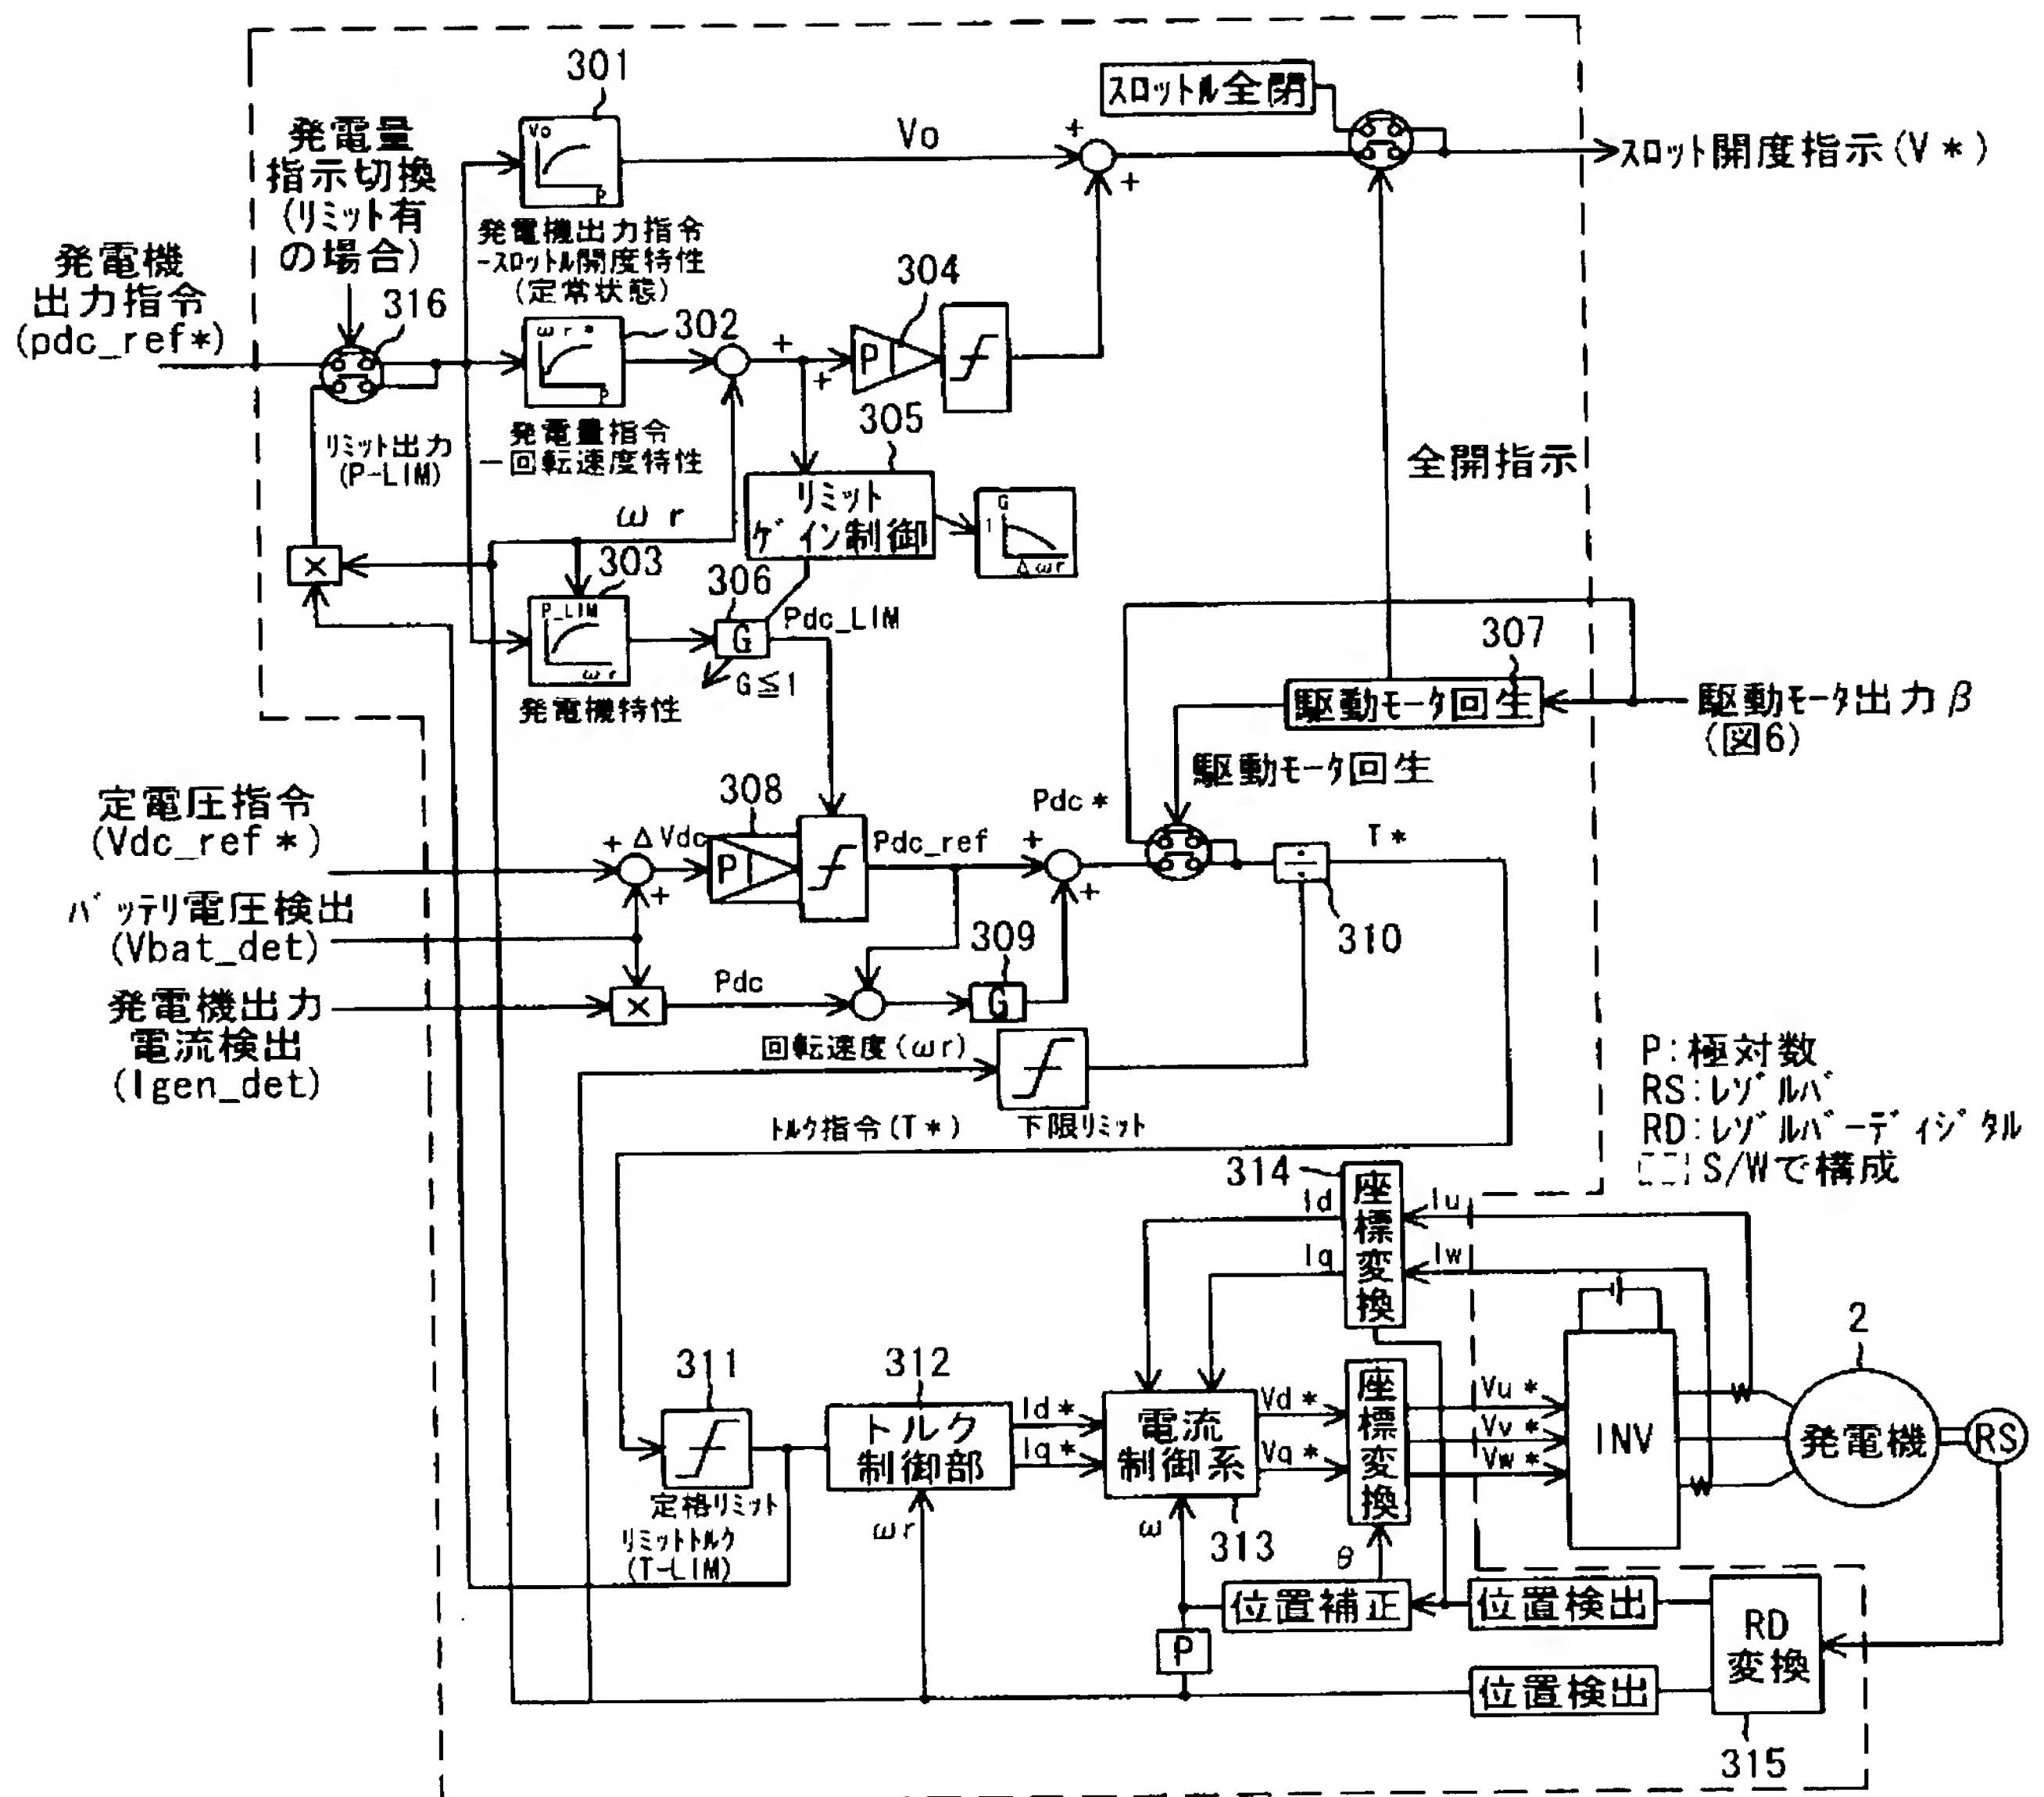 301
スロットル全閉
発電量
指示切換
(リミット有
の場合)
Vo
P
Vo
+
+
スロット開度指示(V*)
発電機
出力指令
(pdc_ref*)
316
発電機出力指令
-スロットル開度特性
(定常状態)
304
302
ωr*
P
+
+
PI
305
リミット出力
(P-LIM)
発電量指令
-回転速度特性
全開指示
リミット
ゲイン制御
G
1
Δωr
ωr
×
303
306
P_LIM
ωr
G
Pdc_LIM
G≦1
発電機特性
307
駆動モータ回生
駆動モータ出力β
(図6)
駆動モータ回生
定電圧指令
(Vdc_ref*)
308
Pdc*
+
ΔVdc
+
PI
Pdc_ref
+
+
÷
T*
310
バッテリ電圧検出
(Vbat_det)
309
発電機出力
電流検出
(Igen_det)
×
Pdc
G
回転速度(ωr)
トルク指令(T*)
下限リミット
P:極対数
RS:レゾルバ
RD:レゾルバーディジタル
S/Wで構成
314
座標変換
Id
Iq
Iu
Iw
311
312
定格リミット
リミットトルク
(T-LIM)
トルク
制御部
Id*
Iq*
ωr
電流
制御系
313
ω
Vd*
Vq*
座標変換
θ
Vu*
Vv*
Vw*
INV
2
発電機
RS
位置補正
位置検出
P
位置検出
RD
変換
315